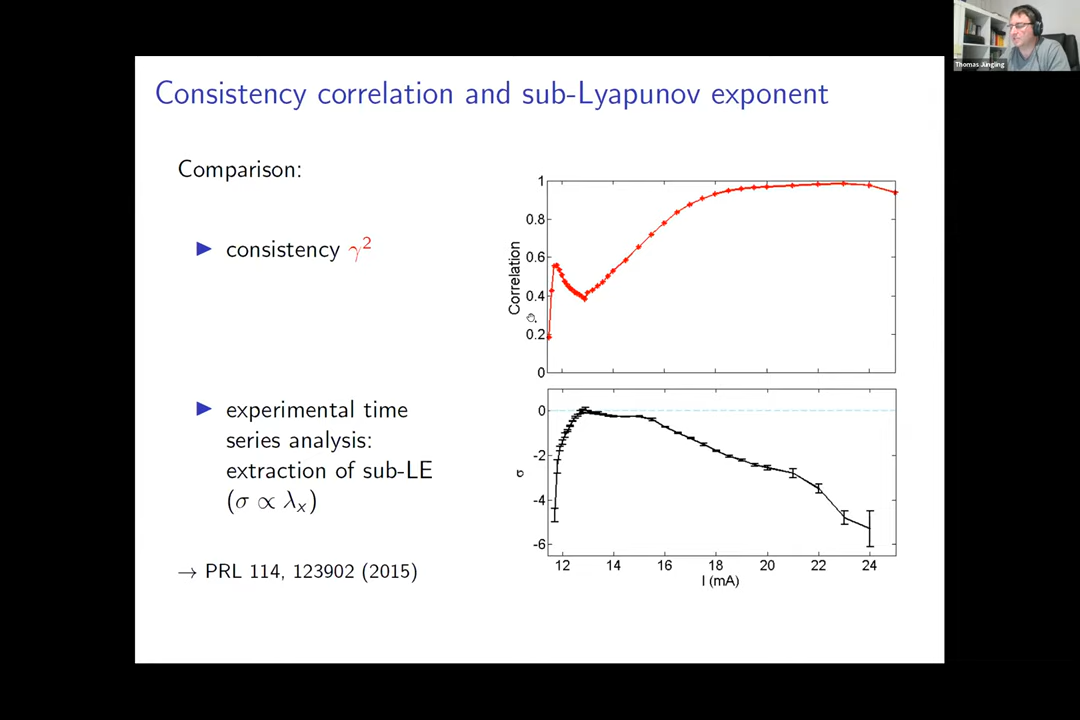 Thomas Jüngling
Consistency correlation and sub-Lyapunov exponent
Comparison:
▶ consistency γ²
▶ experimental time
series analysis:
extraction of sub-LE
(σ ∝ λₓ)
→ PRL 114, 123902 (2015)
Correlation
1
0.8
0.6
0.4
0.2
0
σ
0
-2
-4
-6
12 14 16 18 20 22 24
I (mA)